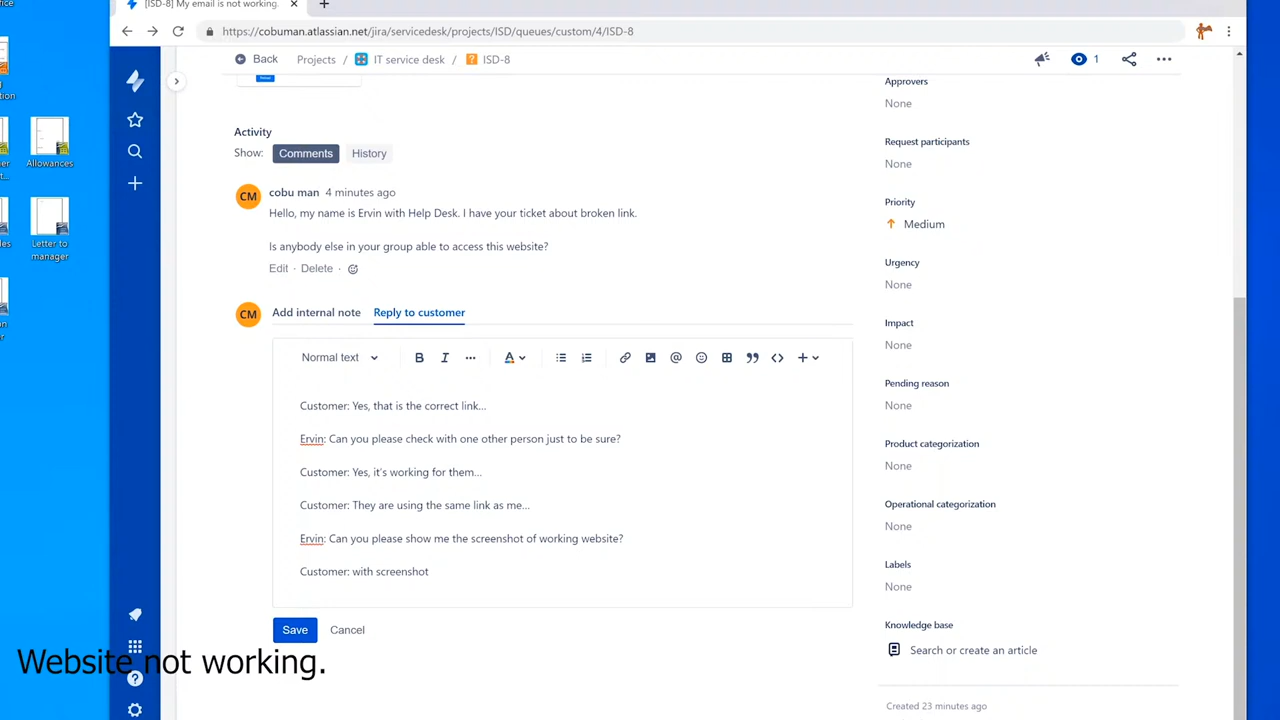 [ISD-8] My email is not working.
https://cobuman.atlassian.net/jira/servicedesk/projects/ISD/queues/custom/4/ISD-8
Back Projects / IT service desk / ISD-8
1
Activity
Show: Comments History
CM cobu man 4 minutes ago
Hello, my name is Ervin with Help Desk. I have your ticket about broken link.
Is anybody else in your group able to access this website?
Edit · Delete ·
CM Add internal note Reply to customer
Normal text B I ... A
Customer: Yes, that is the correct link...
Ervin: Can you please check with one other person just to be sure?
Customer: Yes, it's working for them...
Customer: They are using the same link as me...
Ervin: Can you please show me the screenshot of working website?
Customer: with screenshot
Save Cancel
Approvers
None
Request participants
None
Priority
Medium
Urgency
None
Impact
None
Pending reason
None
Product categorization
None
Operational categorization
None
Labels
None
Knowledge base
Search or create an article
Created 23 minutes ago
Allowances
Letter to
manager
Website not working.